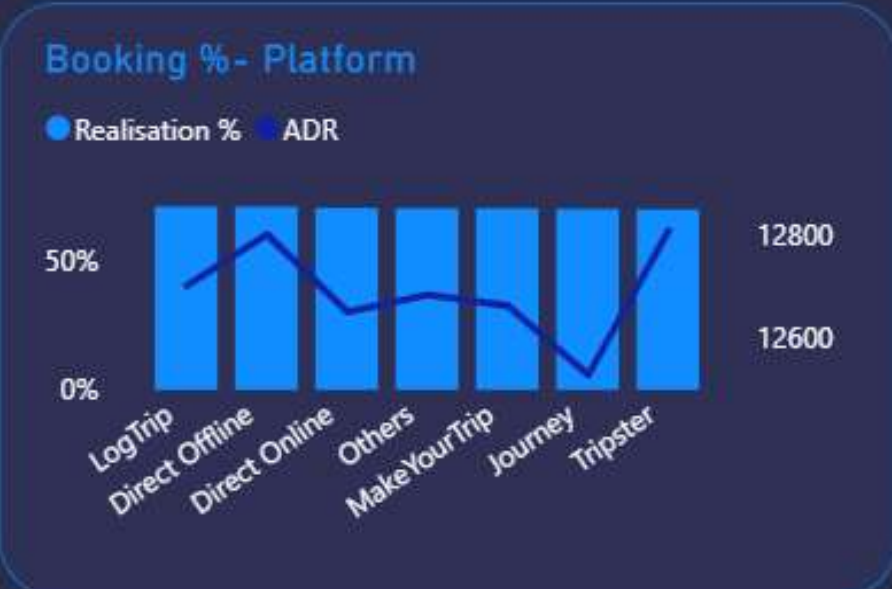 Booking %- Platform
Realisation % ADR
50%
0%
12800
12600
LogTrip
Direct Offline
Direct Online
Others
MakeYourTrip
Journey
Tripster